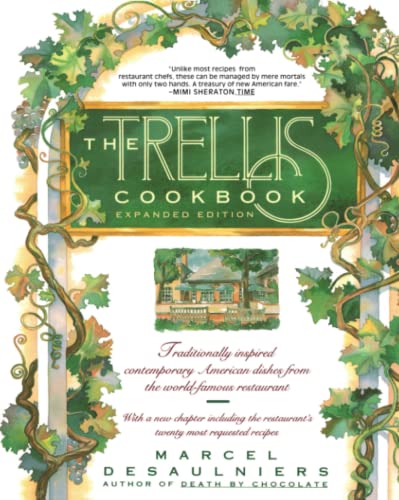 "Unlike most recipes from
restaurant chefs, these can be managed by mere mortals
with only two hands. A treasury of new American fare."
–MIMI SHERATON, TIME
THE TRELLIS
COOKBOOK
EXPANDED EDITION
Traditionally inspired
contemporary American dishes from
the world-famous restaurant
With a new chapter including the restaurant's
twenty most requested recipes
MARCEL
DESAULNIERS
AUTHOR OF DEATH BY CHOCOLATE